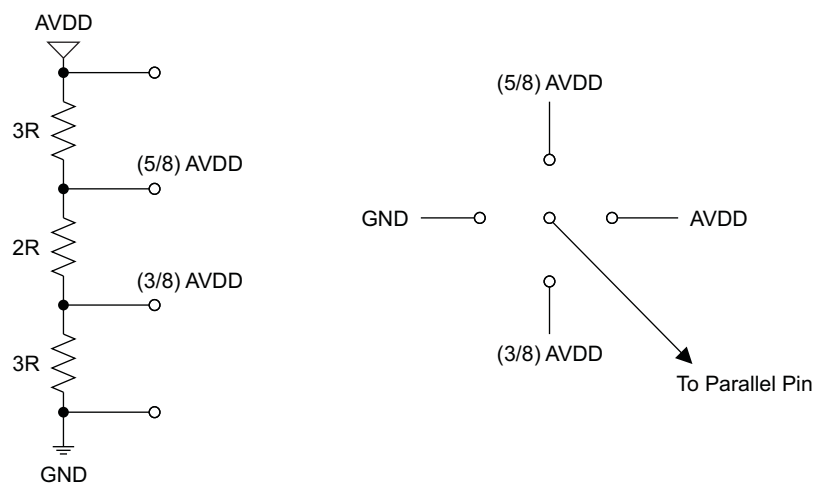 AVDD
3R
(5/8) AVDD
2R
(3/8) AVDD
3R
GND
(5/8) AVDD
GND
AVDD
(3/8) AVDD
To Parallel Pin